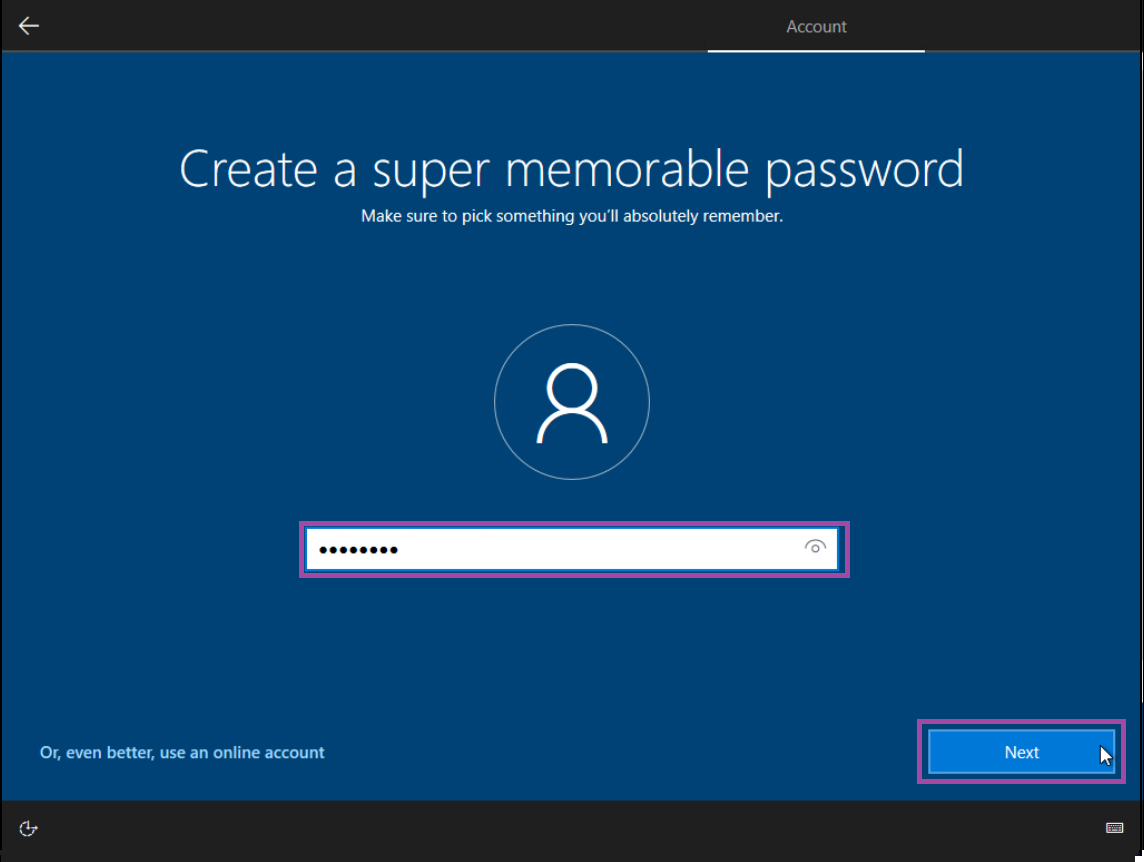 Account
Create a super memorable password
Make sure to pick something you'll absolutely remember.
••••••••
Or, even better, use an online account
Next